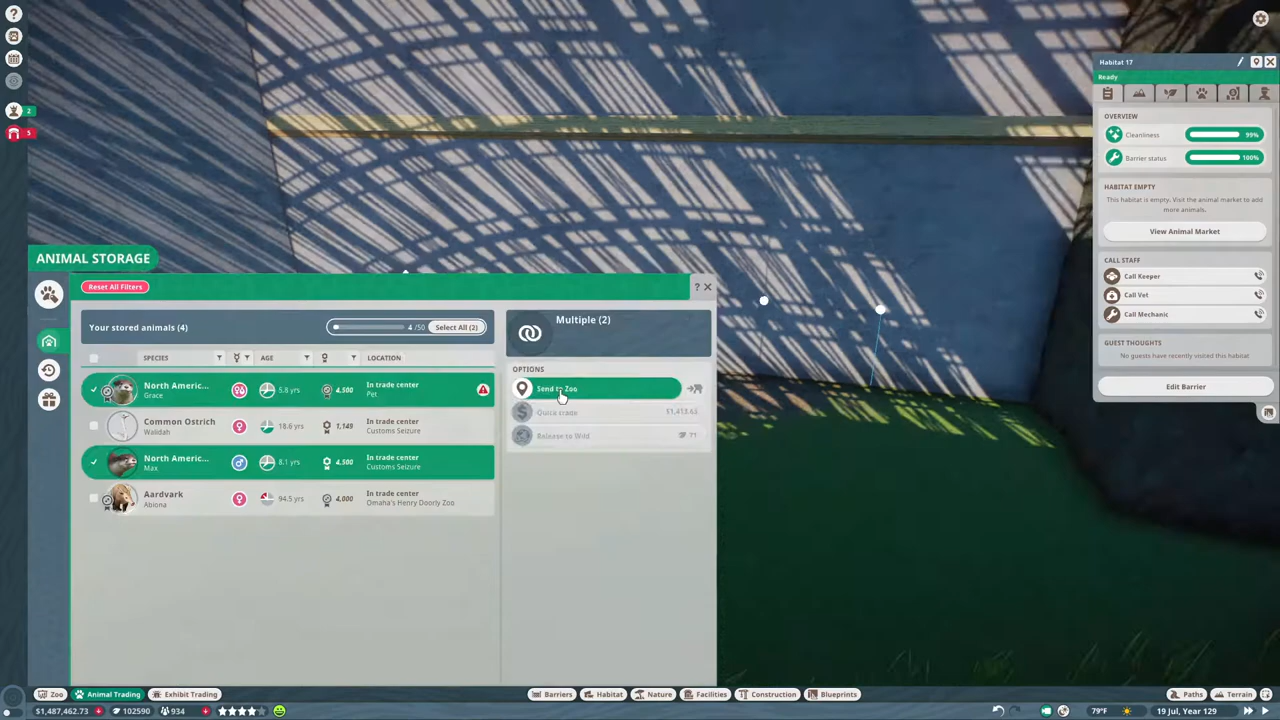 2
5
ANIMAL STORAGE
Reset All Filters
?
Your stored animals (4)
4 /50
Select All (2)
SPECIES
AGE
LOCATION
North Americ...
Grace
5.8 yrs
4,500
In trade center
Pet
Common Ostrich
Walidah
18.6 yrs
1,149
In trade center
Customs Seizure
North Americ...
Max
8.1 yrs
4,500
In trade center
Customs Seizure
Aardvark
Abiona
94.5 yrs
4,000
In trade center
Omaha's Henry Doorly Zoo
Multiple (2)
OPTIONS
Send to Zoo
Quick trade
Release to Wild
71
Habitat 17
Ready
OVERVIEW
Cleanliness
99%
Barrier status
100%
HABITAT EMPTY
This habitat is empty. Visit the animal market to add
more animals.
View Animal Market
CALL STAFF
Call Keeper
Call Vet
Call Mechanic
GUEST THOUGHTS
No guests have recently visited this habitat
Edit Barrier
Zoo
Animal Trading
Exhibit Trading
Barriers
Habitat
Nature
Facilities
Construction
Blueprints
Paths
Terrain
$1,487,462.73
102590
934
79°F
19 Jul, Year 129